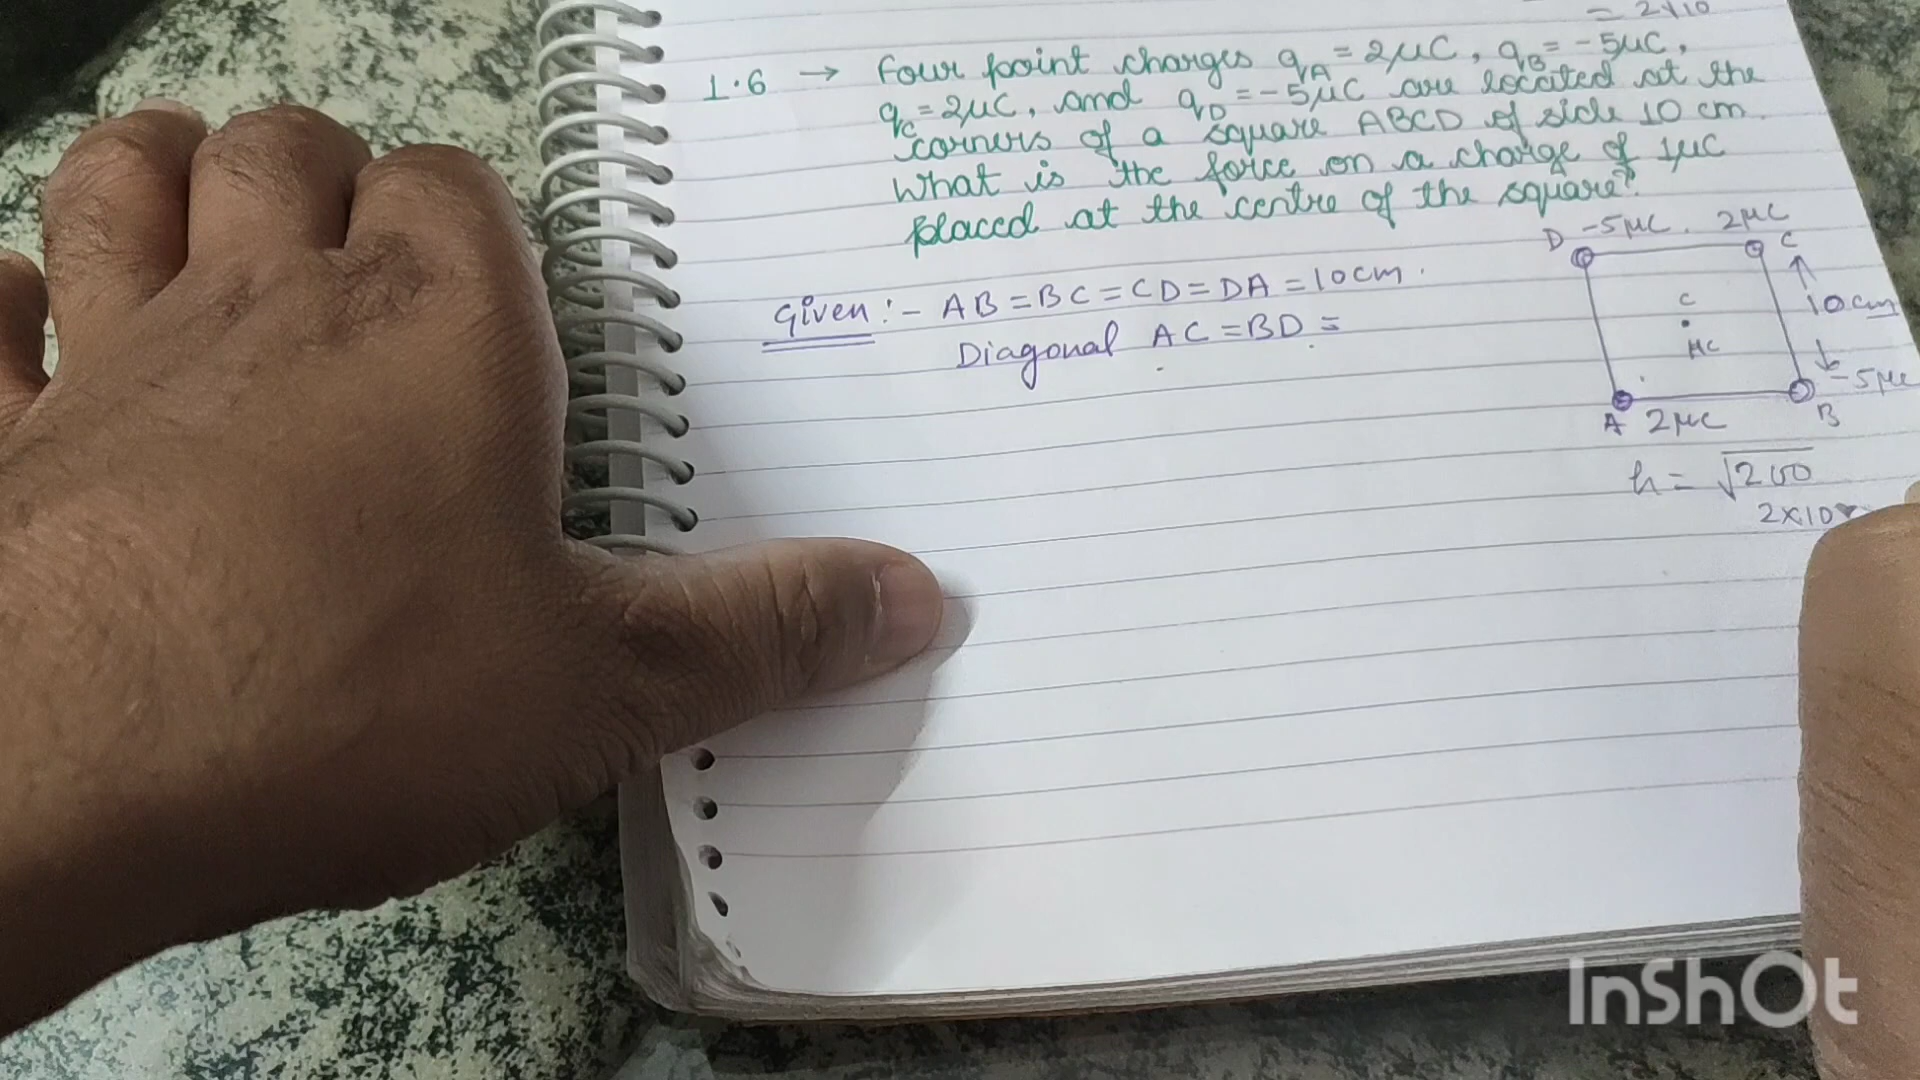 = 2×10
1.6 → Four point charges qA = 2μC, qB = -5μC,
qC = 2μC, and qD = -5μC are located at the
corners of a square ABCD of side 10 cm.
What is the force on a charge of 1μC
placed at the centre of the square?
D -5μC. 2μC C
Given:- AB = BC = CD = DA = 10cm.
Diagonal AC = BD =
10cm
C
μC
-5μC
A 2μC B
h = √200
2×10
InShOt